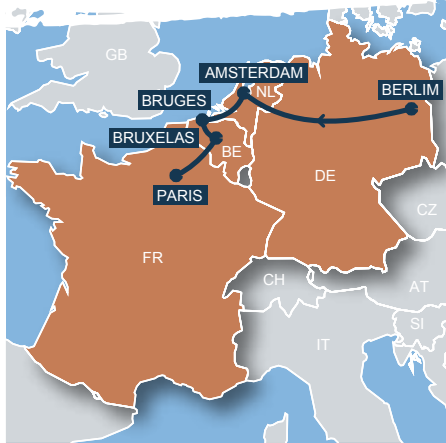 GB
AMSTERDAM
NL
BERLIM
BRUGES
BRUXELAS
BE
DE
PARIS
CZ
FR
CH
AT
SI
IT